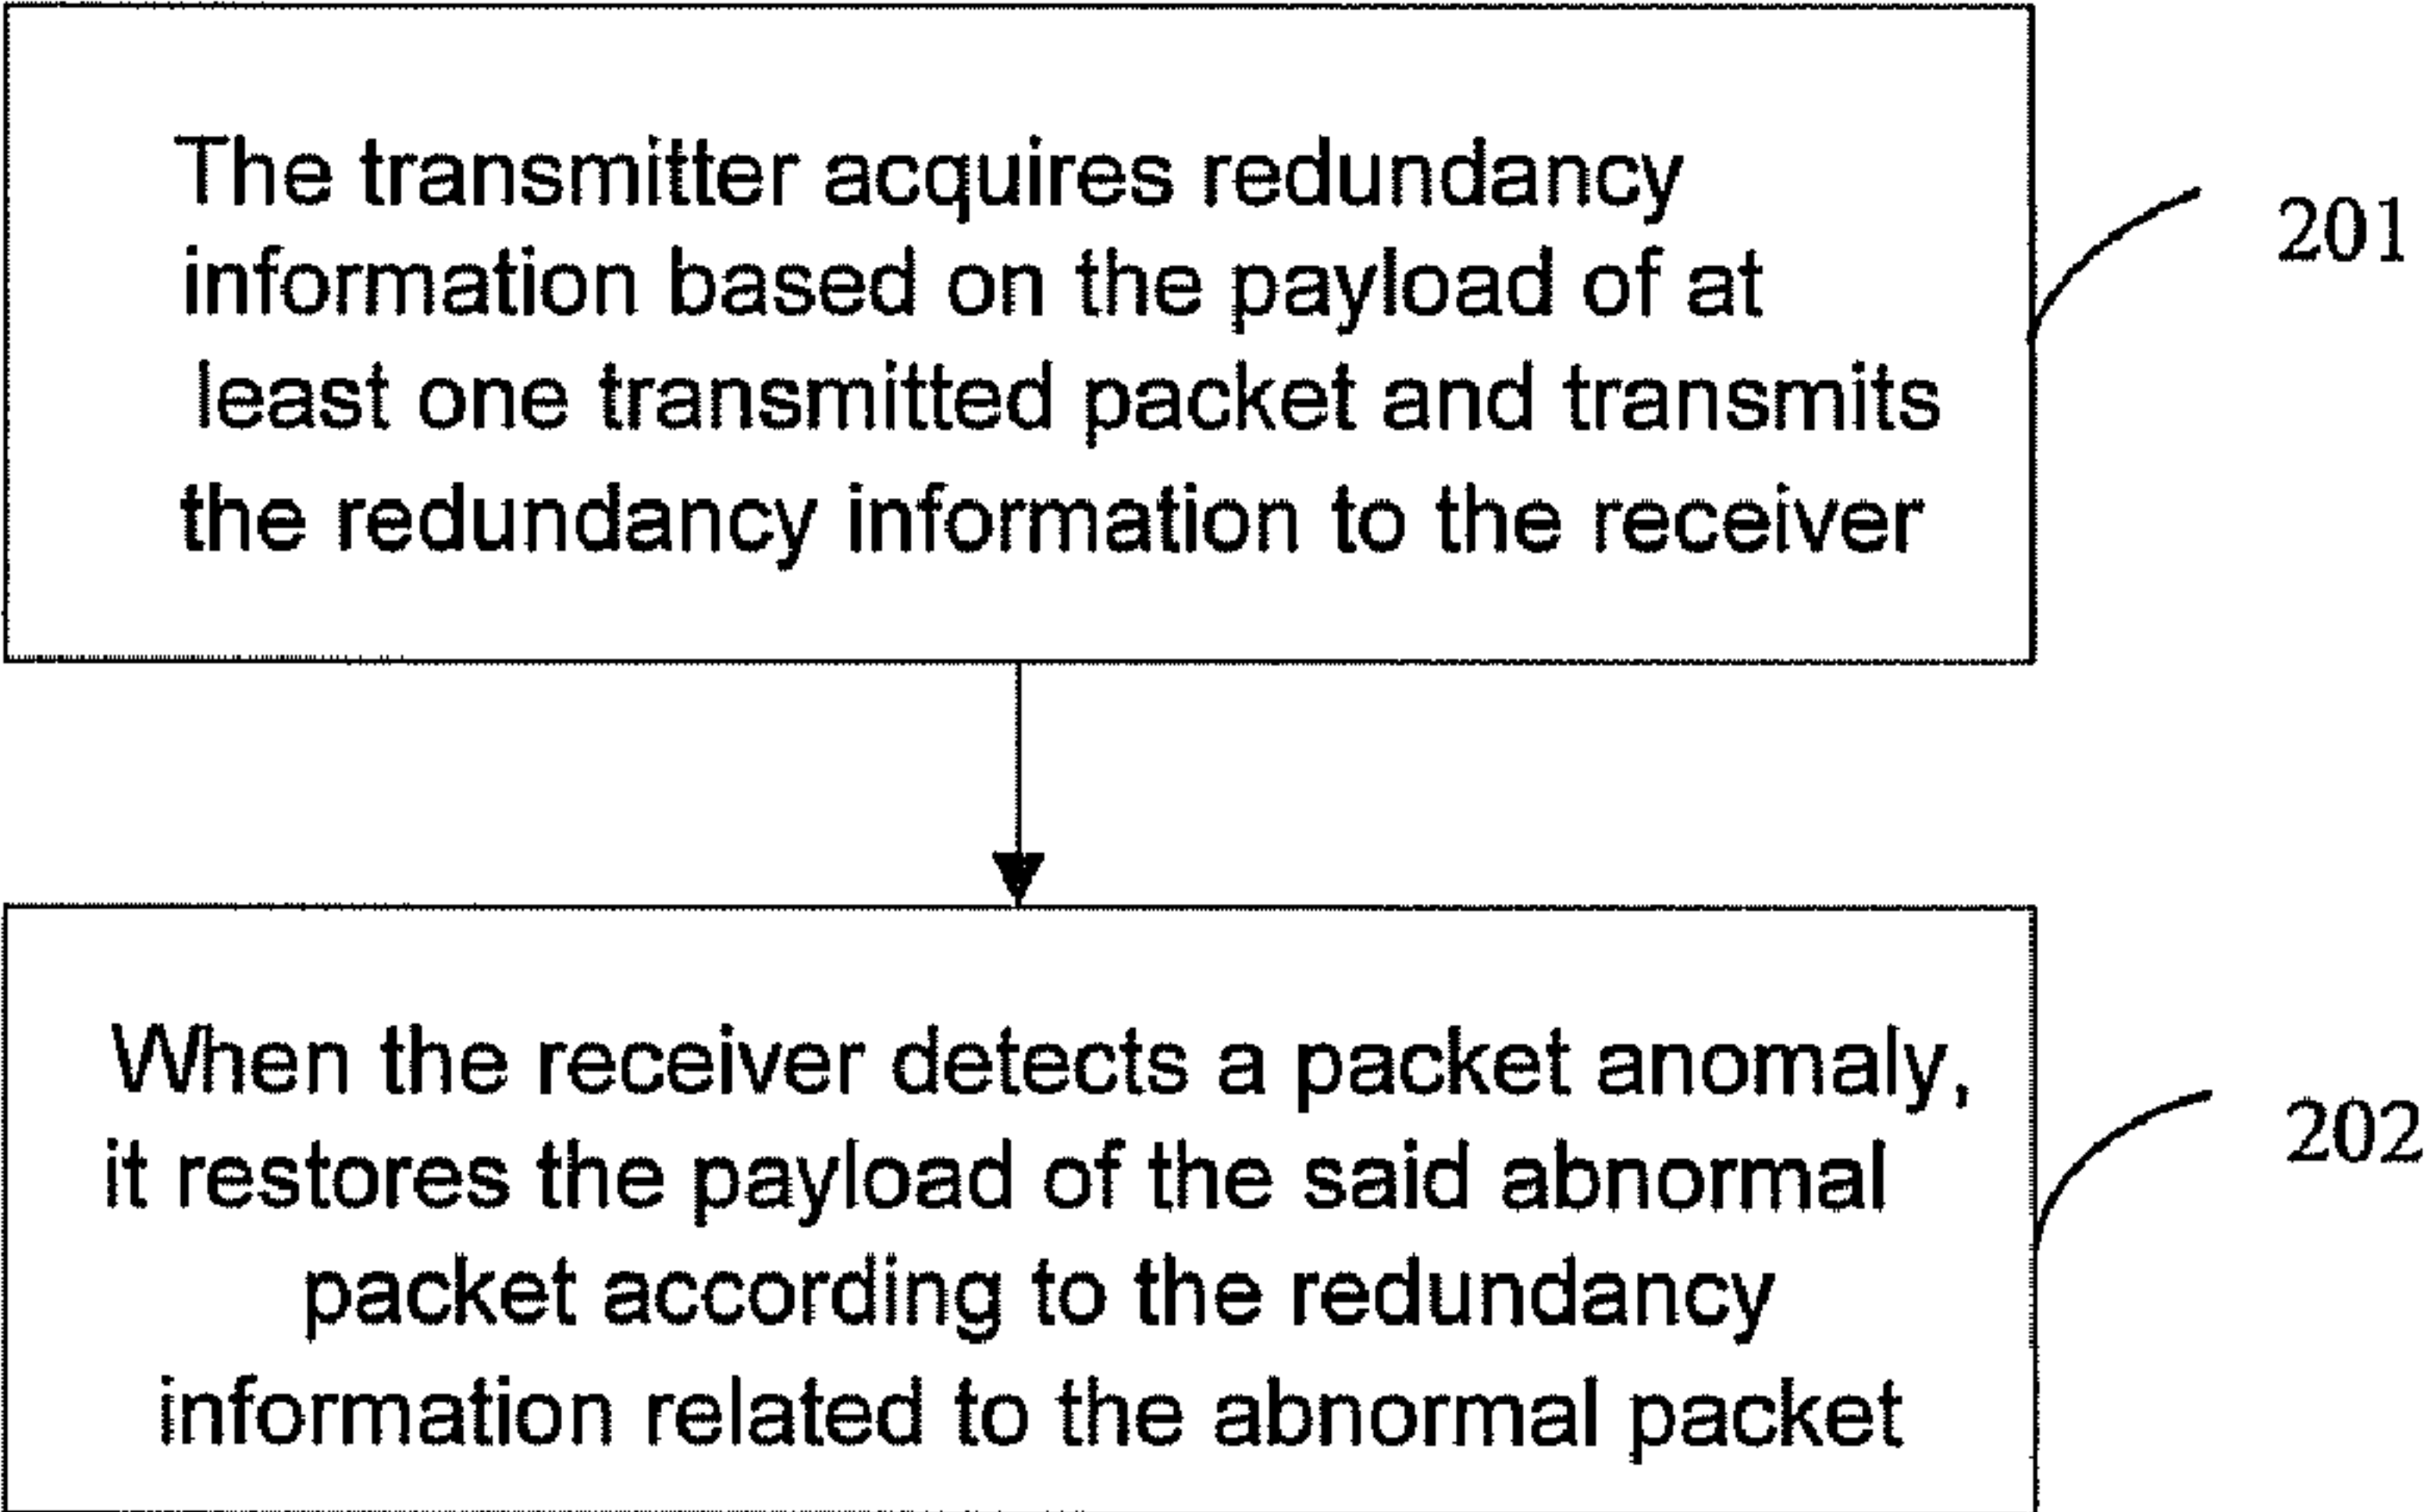 The transmitter acquires redundancy
information based on the payload of at
least one transmitted packet and transmits
the redundancy information to the receiver
201
When the receiver detects a packet anomaly,
it restores the payload of the said abnormal
packet according to the redundancy
information related to the abnormal packet
202